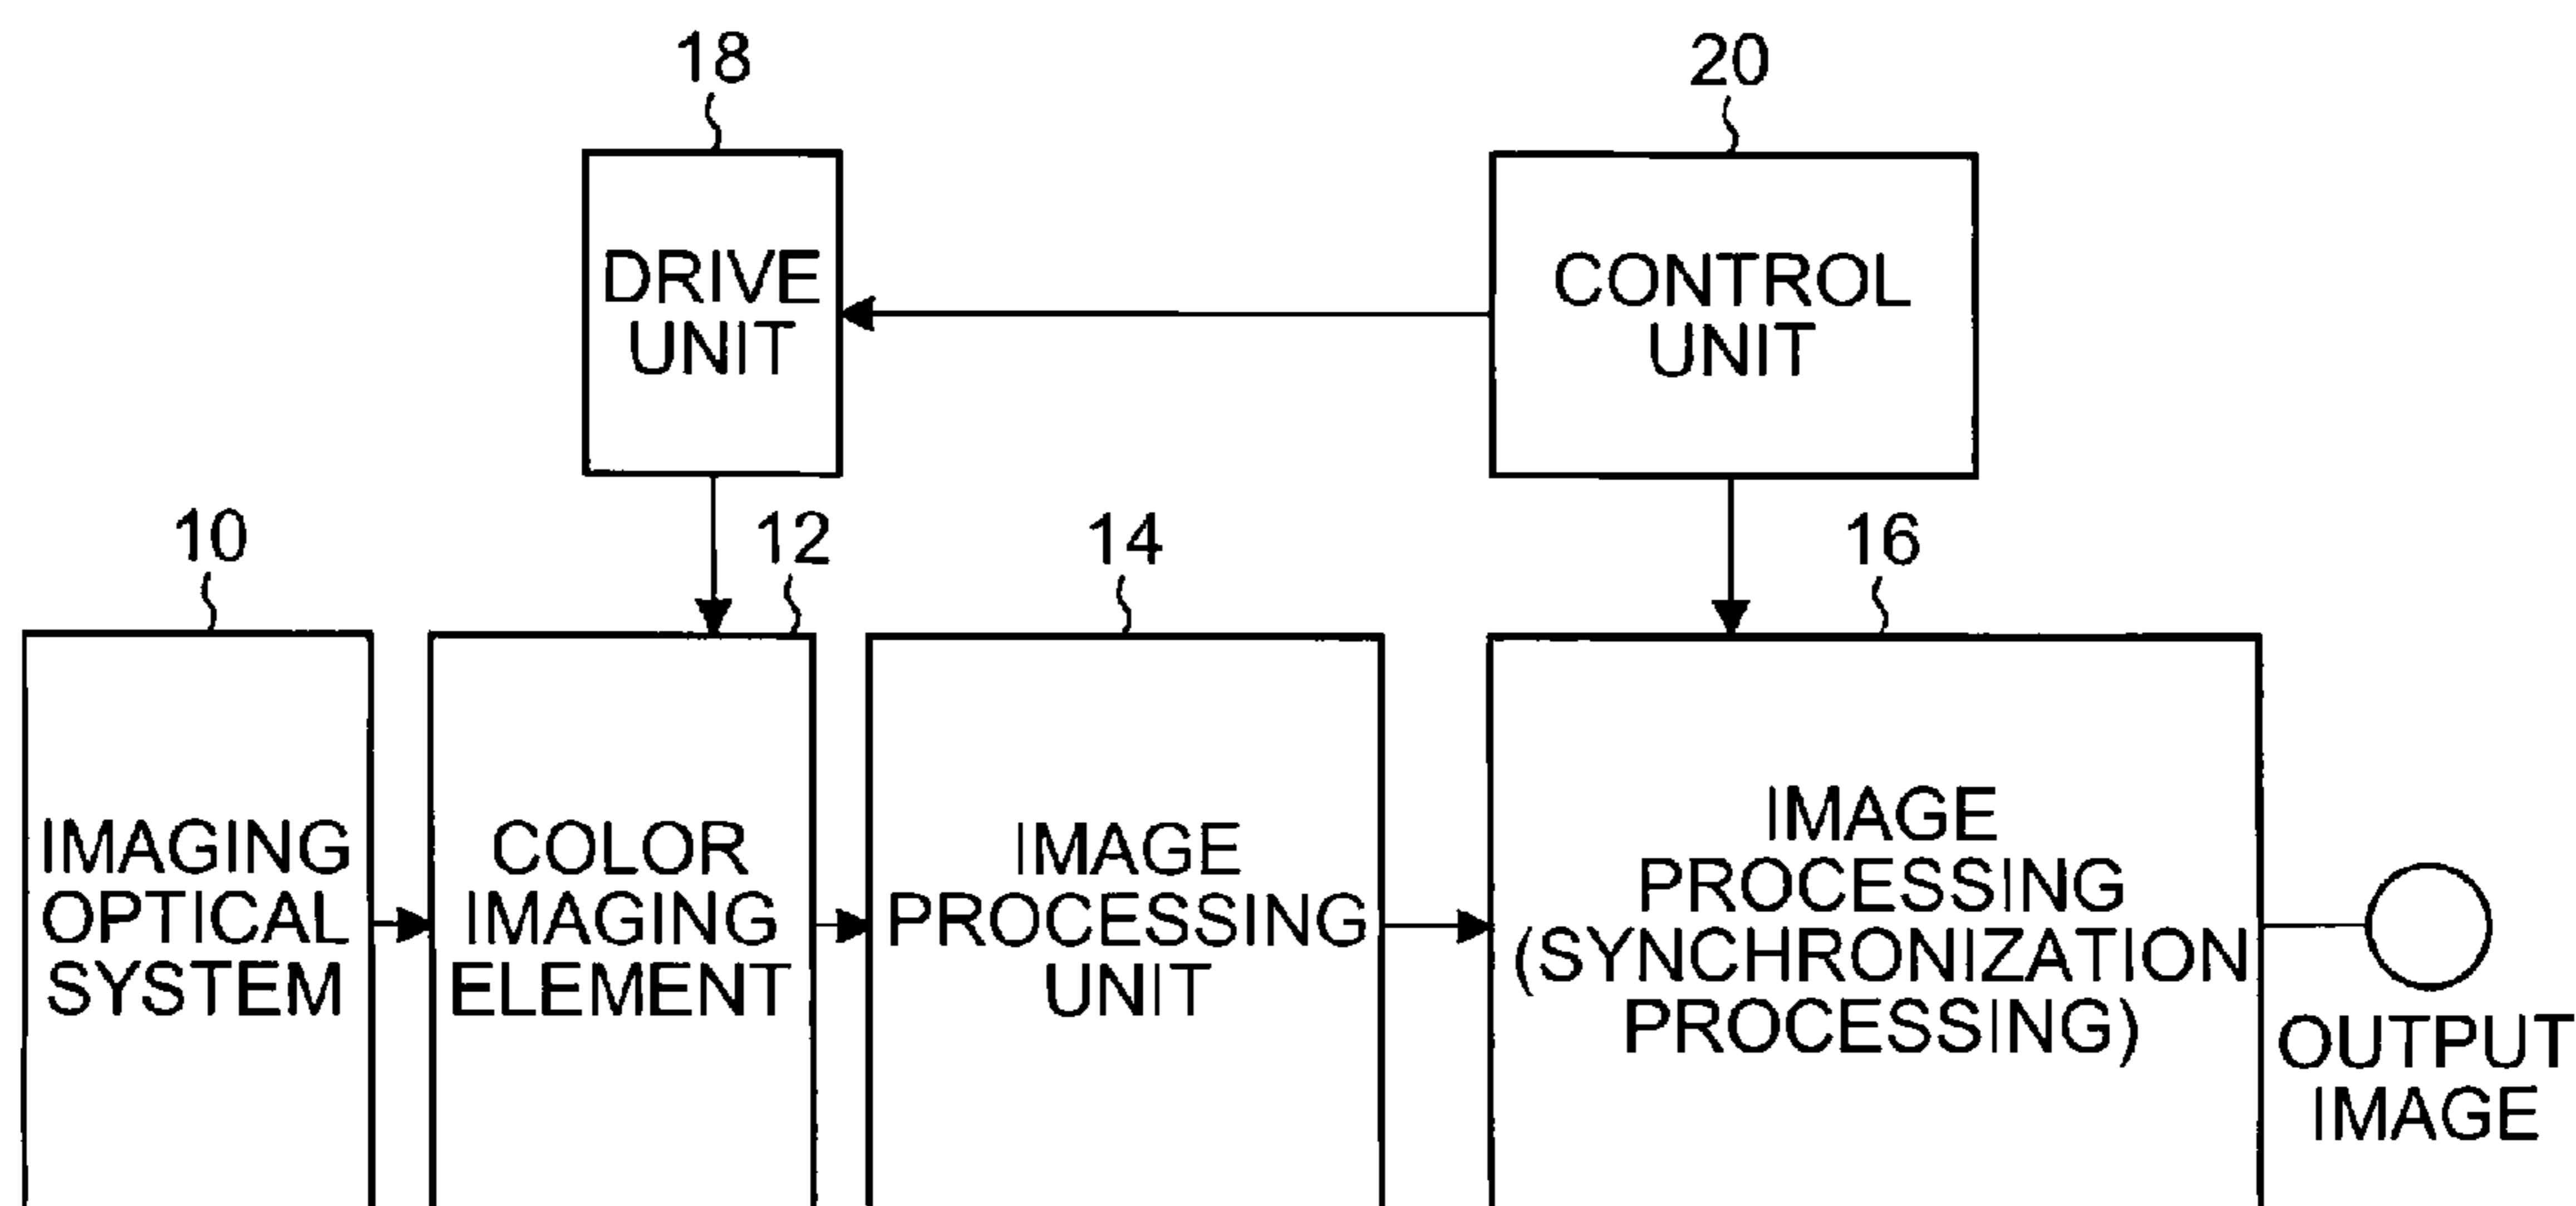 18
20
DRIVE
UNIT
CONTROL
UNIT
10
12
14
16
IMAGING
OPTICAL
SYSTEM
COLOR
IMAGING
ELEMENT
IMAGE
PROCESSING
UNIT
IMAGE
PROCESSING
(SYNCHRONIZATION
PROCESSING)
OUTPUT
IMAGE